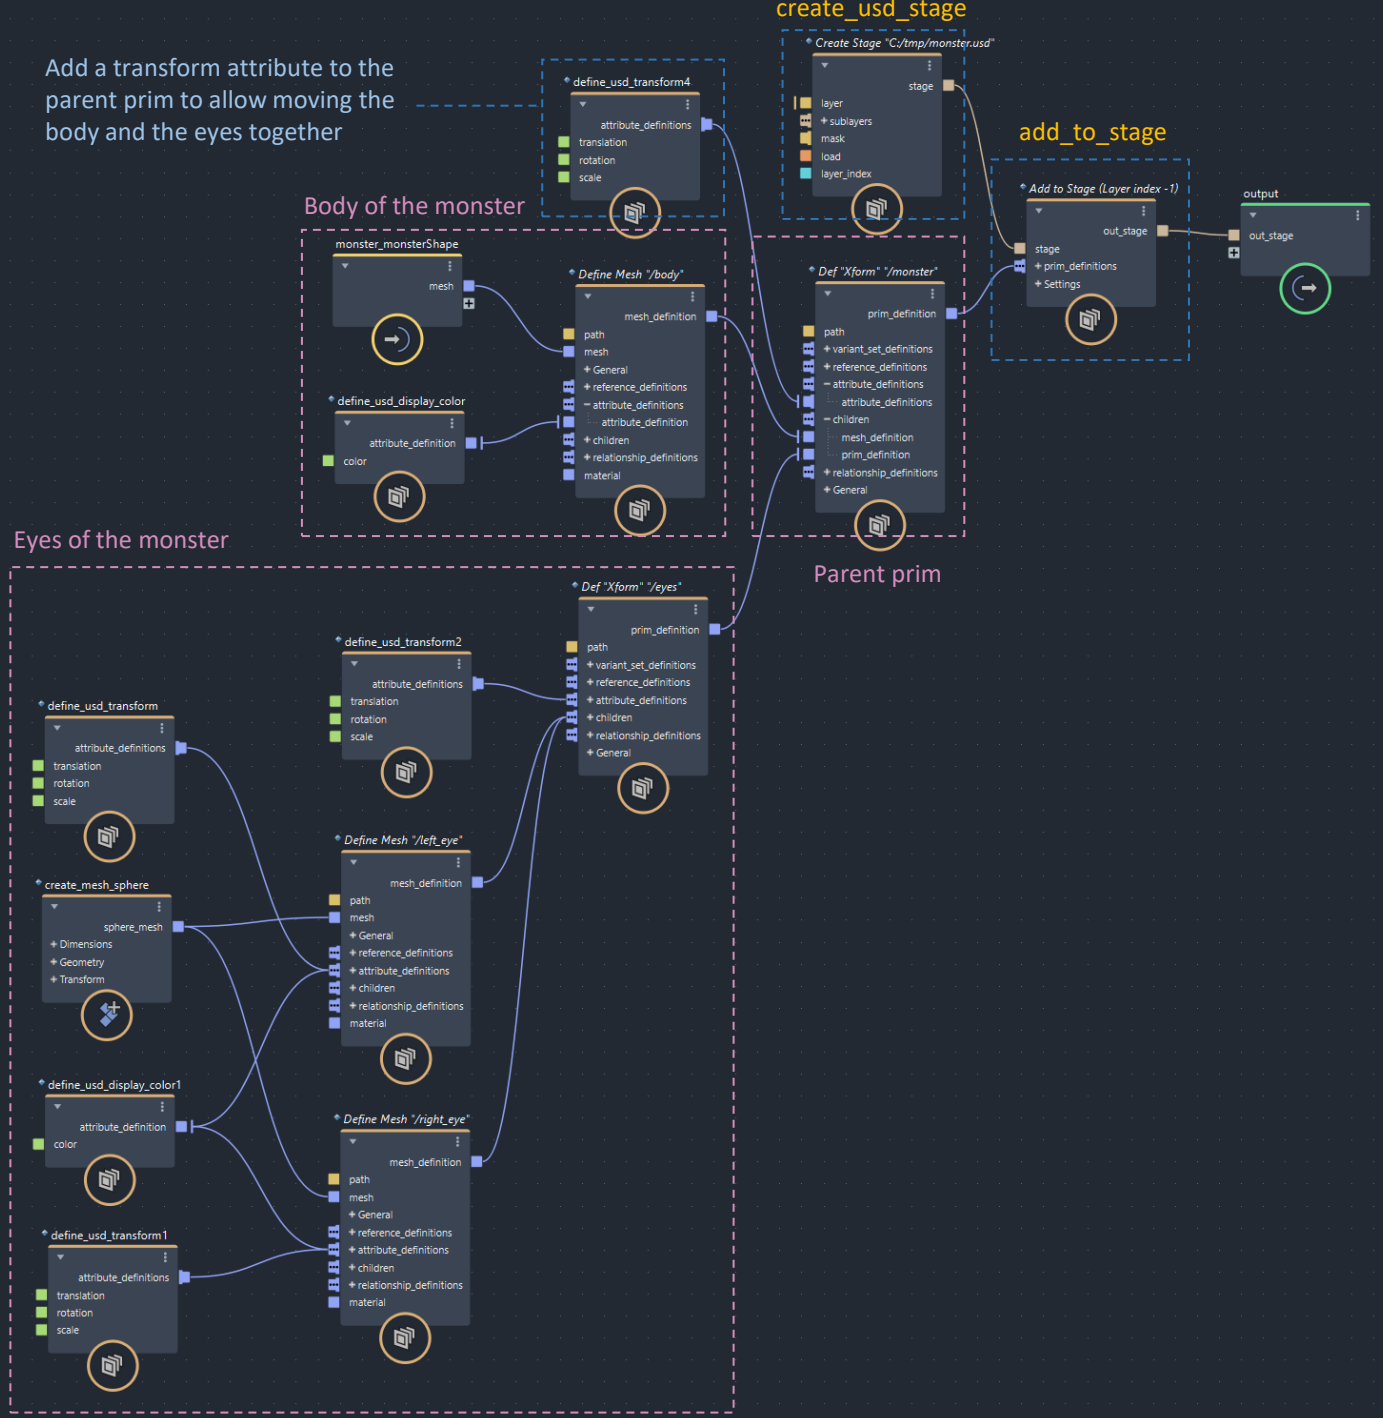 create_usd_stage
Add a transform attribute to the
parent prim to allow moving the
body and the eyes together
define_usd_transform4
attribute_definitions
translation
rotation
scale
Create Stage "C:/tmp/monster.usd"
stage
layer
+ sublayers
mask
load
layer_index
add_to_stage
Add to Stage (Layer index -1)
out_stage
stage
+ prim_definitions
+ Settings
output
out_stage
Body of the monster
monster_monsterShape
mesh
define_usd_display_color
attribute_definition
color
Define Mesh "/body"
mesh_definition
path
mesh
+ General
+ reference_definitions
− attribute_definitions
attribute_definition
+ children
+ relationship_definitions
material
Def "Xform" "/monster"
prim_definition
path
+ variant_set_definitions
+ reference_definitions
− attribute_definitions
attribute_definitions
− children
mesh_definition
prim_definition
+ relationship_definitions
+ General
Parent prim
Eyes of the monster
Def "Xform" "/eyes"
prim_definition
path
+ variant_set_definitions
+ reference_definitions
+ attribute_definitions
+ children
+ relationship_definitions
+ General
define_usd_transform2
attribute_definitions
translation
rotation
scale
define_usd_transform
attribute_definitions
translation
rotation
scale
Define Mesh "/left_eye"
mesh_definition
path
mesh
+ General
+ reference_definitions
+ attribute_definitions
+ children
+ relationship_definitions
material
create_mesh_sphere
sphere_mesh
+ Dimensions
+ Geometry
+ Transform
define_usd_display_color1
attribute_definition
color
Define Mesh "/right_eye"
mesh_definition
path
mesh
+ General
+ reference_definitions
+ attribute_definitions
+ children
+ relationship_definitions
material
define_usd_transform1
attribute_definitions
translation
rotation
scale